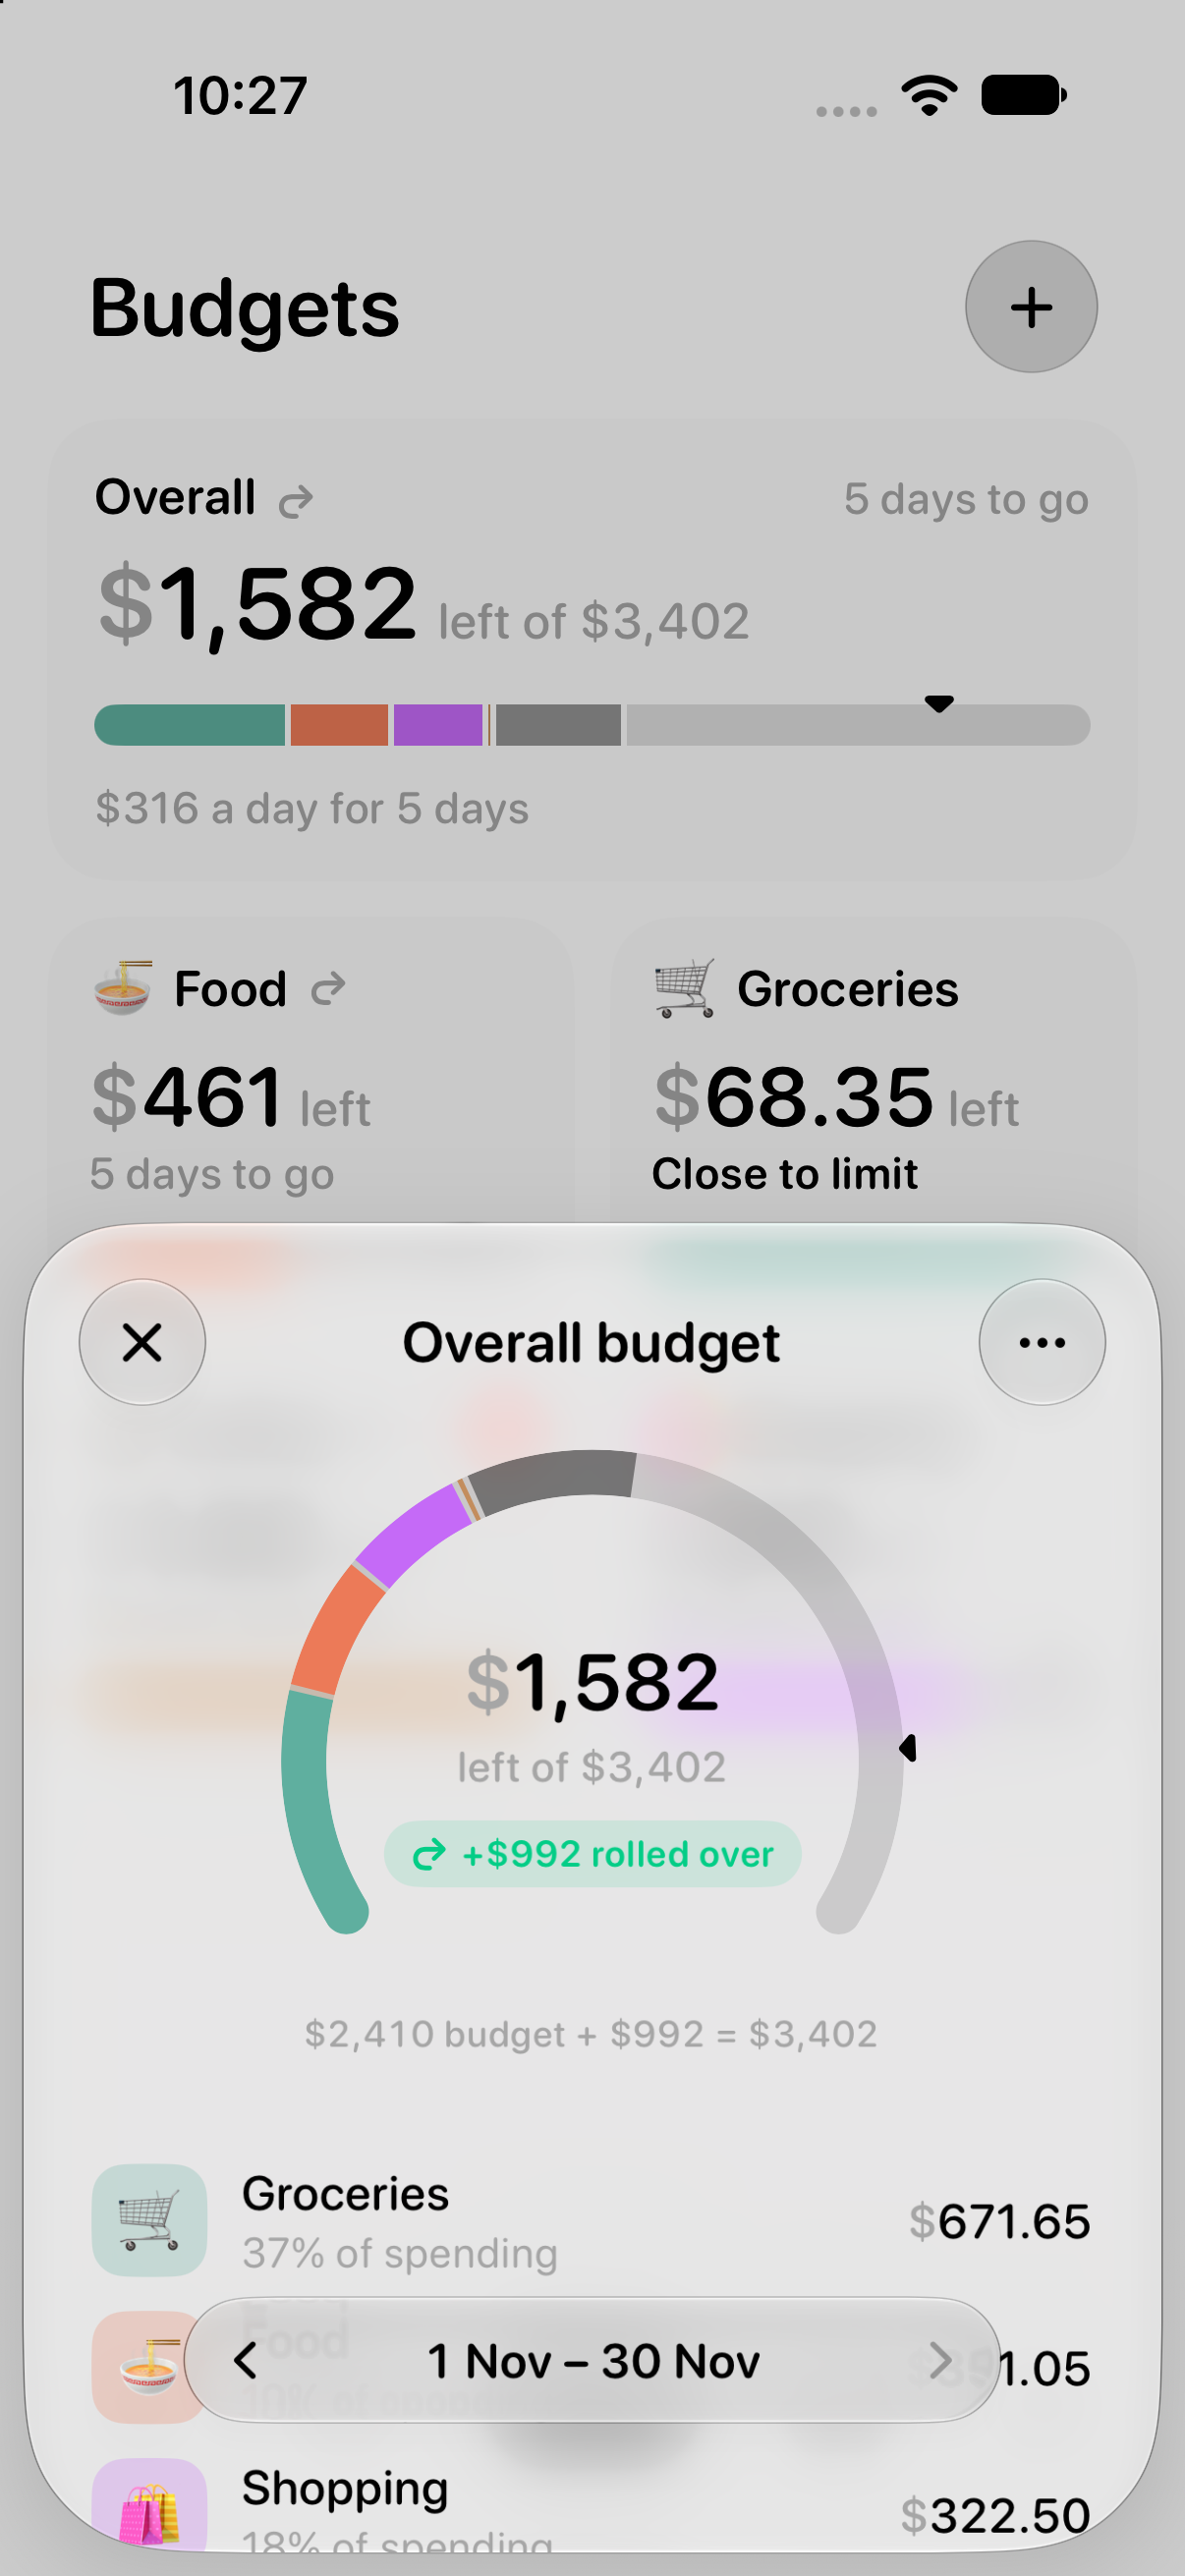 10:27
Budgets
Overall
5 days to go
$1,582 left of $3,402
$316 a day for 5 days
Food
Groceries
$461 left
$68.35 left
5 days to go
Close to limit
Overall budget
$1,582
left of $3,402
+$992 rolled over
$2,410 budget + $992 = $3,402
Groceries
$671.65
37% of spending
Food
1.05
1 Nov – 30 Nov
Shopping
$322.50
18% of spending